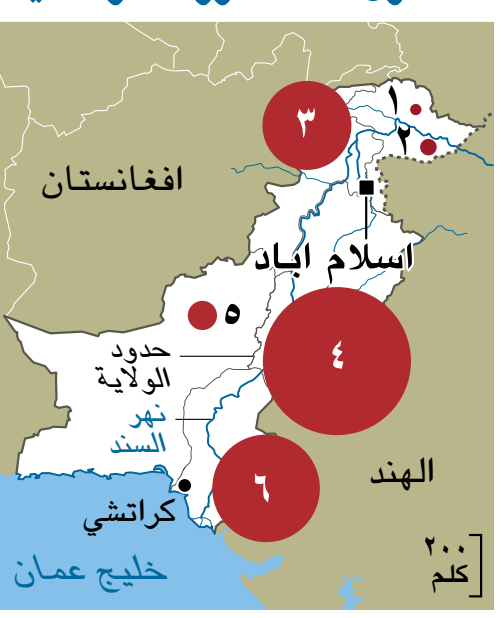 ١
٢
٣
افغانستان
اسلام اباد
٥
٤
حدود
الولاية
نهر
السند
الهند
٦
كراتشي
٢٠٠
كلم
خليج عمان